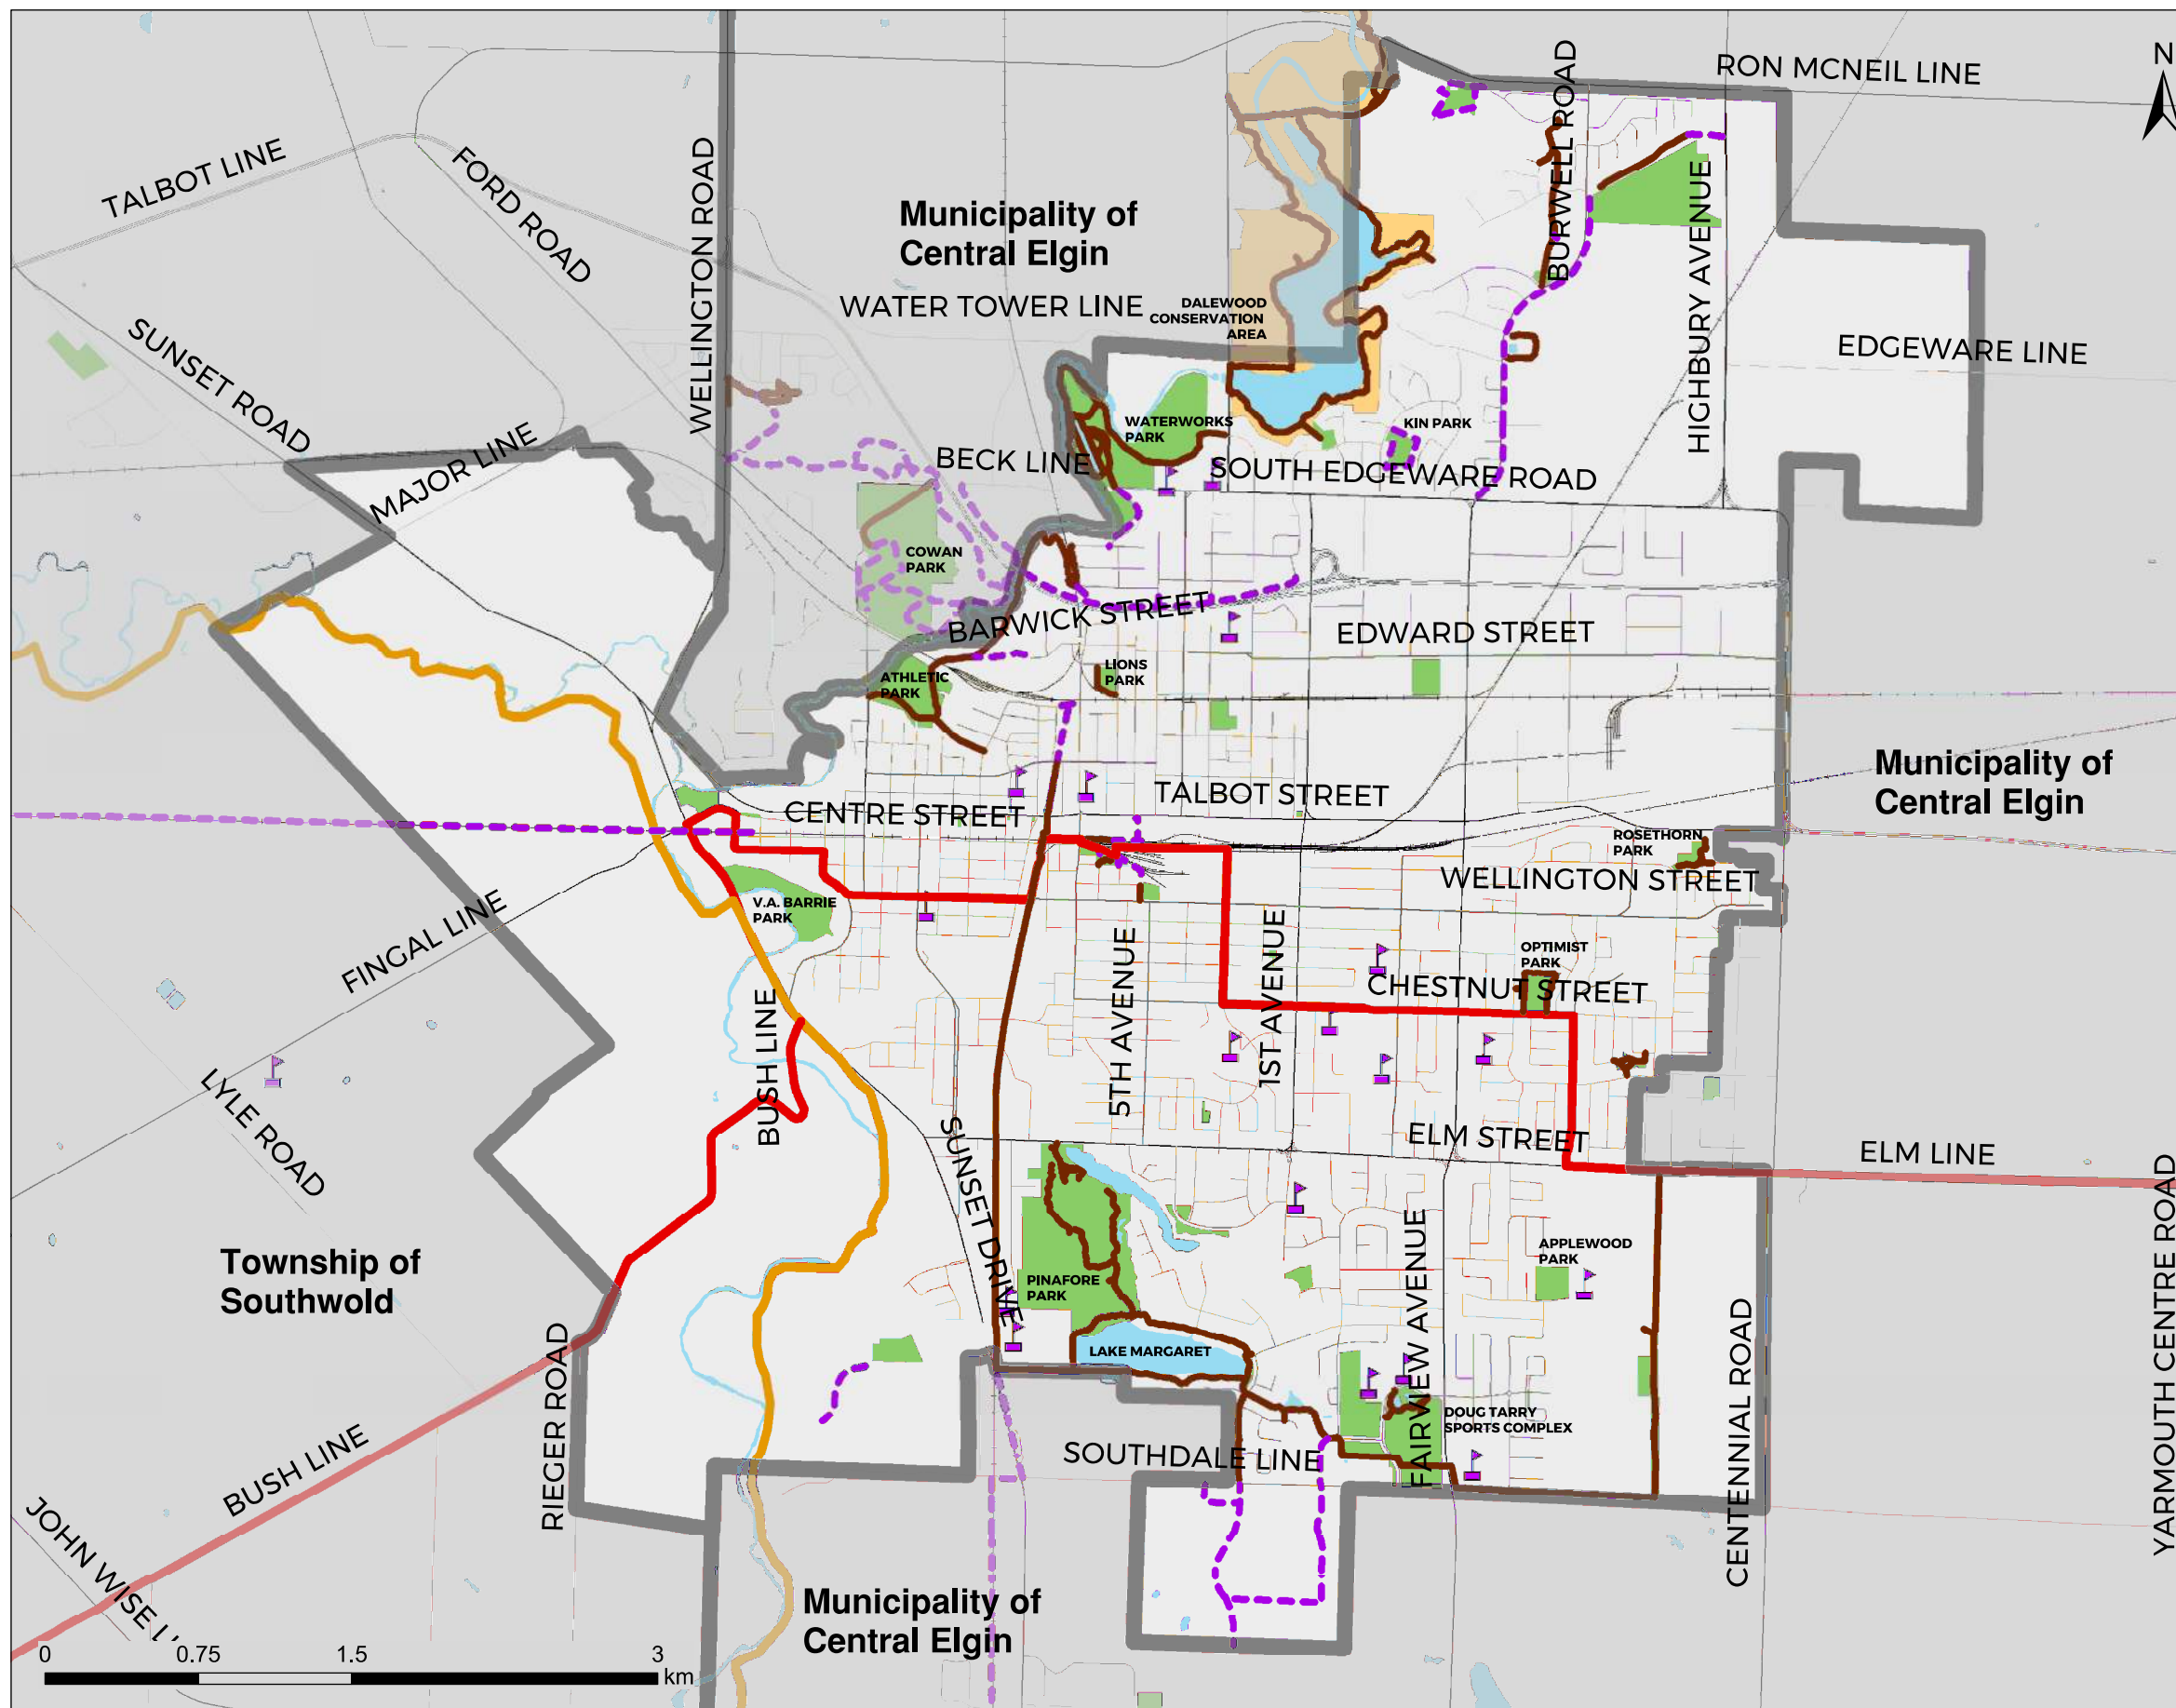 RON MCNEIL LINE
N
TALBOT LINE
FORD ROAD
WELLINGTON ROAD
BURWELL ROAD
HIGHBURY AVENUE
Municipality of
Central Elgin
WATER TOWER LINE
DALEWOOD
CONSERVATION
AREA
EDGEWARE LINE
SUNSET ROAD
MAJOR LINE
WATERWORKS
PARK
KIN PARK
BECK LINE
SOUTH EDGEWARE ROAD
COWAN
PARK
BARWICK STREET
EDWARD STREET
ATHLETIC
PARK
LIONS
PARK
Municipality of
Central Elgin
TALBOT STREET
CENTRE STREET
ROSETHORN
PARK
WELLINGTON STREET
V.A. BARRIE
PARK
FINGAL LINE
OPTIMIST
PARK
CHESTNUT STREET
5TH AVENUE
1ST AVENUE
BUSH LINE
LYLE ROAD
ELM STREET
ELM LINE
SUNSET DRIVE
YARMOUTH CENTRE ROAD
Township of
Southwold
FAIRVIEW AVENUE
APPLEWOOD
PARK
PINAFORE
PARK
LAKE MARGARET
CENTENNIAL ROAD
RIEGER ROAD
DOUG TARRY
SPORTS COMPLEX
SOUTHDALE LINE
BUSH LINE
JOHN WISE
Municipality of
Central Elgin
0 0.75 1.5 3
km